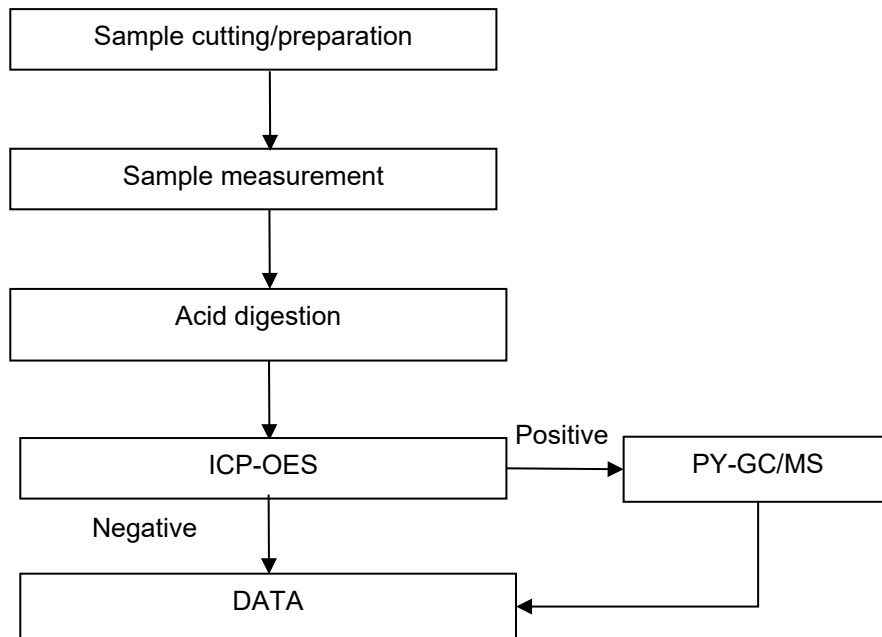 Sample cutting/preparation
Sample measurement
Acid digestion
Positive
ICP-OES
PY-GC/MS
Negative
DATA